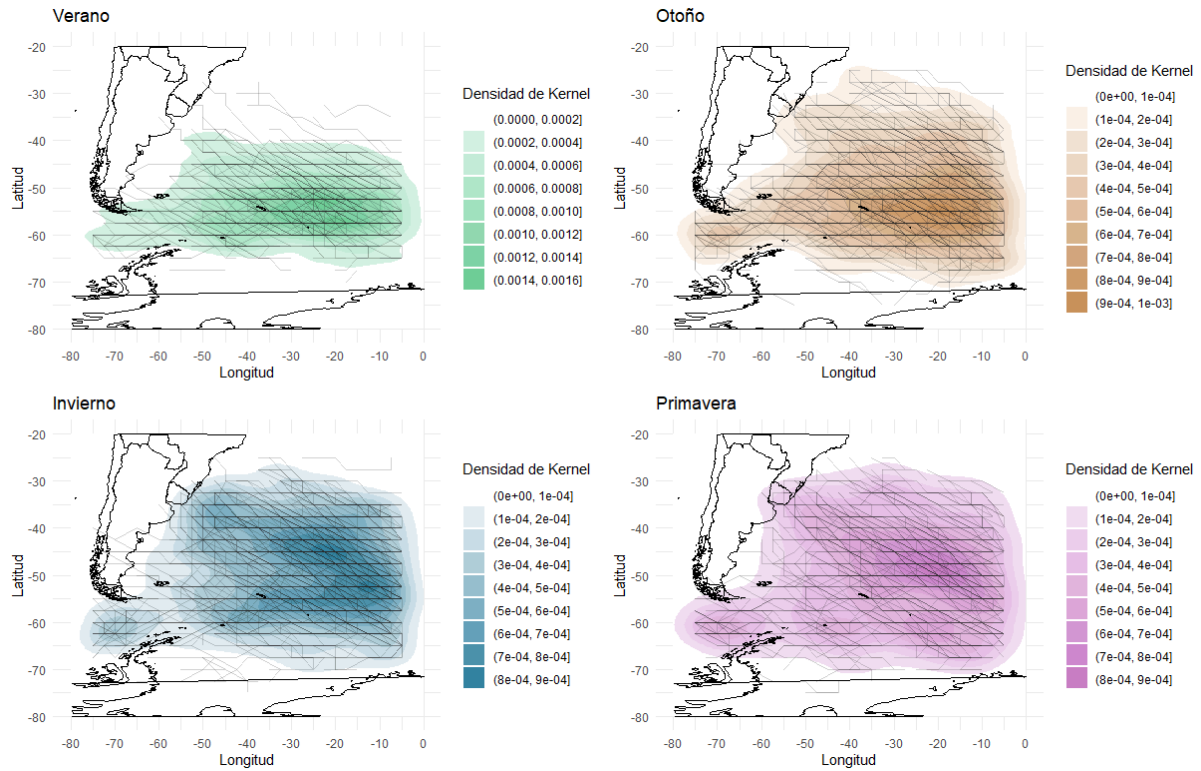 Verano
Latitud
-20
-30
-40
-50
-60
-70
-80
-80 -70 -60 -50 -40 -30 -20 -10 0
Longitud
Densidad de Kernel
(0.0000, 0.0002]
(0.0002, 0.0004]
(0.0004, 0.0006]
(0.0006, 0.0008]
(0.0008, 0.0010]
(0.0010, 0.0012]
(0.0012, 0.0014]
(0.0014, 0.0016]
Otoño
Latitud
-20
-30
-40
-50
-60
-70
-80
-80 -70 -60 -50 -40 -30 -20 -10 0
Longitud
Densidad de Kernel
(0e+00, 1e-04]
(1e-04, 2e-04]
(2e-04, 3e-04]
(3e-04, 4e-04]
(4e-04, 5e-04]
(5e-04, 6e-04]
(6e-04, 7e-04]
(7e-04, 8e-04]
(8e-04, 9e-04]
(9e-04, 1e-03]
Invierno
Latitud
-20
-30
-40
-50
-60
-70
-80
-80 -70 -60 -50 -40 -30 -20 -10 0
Longitud
Densidad de Kernel
(0e+00, 1e-04]
(1e-04, 2e-04]
(2e-04, 3e-04]
(3e-04, 4e-04]
(4e-04, 5e-04]
(5e-04, 6e-04]
(6e-04, 7e-04]
(7e-04, 8e-04]
(8e-04, 9e-04]
Primavera
Latitud
-20
-30
-40
-50
-60
-70
-80
-80 -70 -60 -50 -40 -30 -20 -10 0
Longitud
Densidad de Kernel
(0e+00, 1e-04]
(1e-04, 2e-04]
(2e-04, 3e-04]
(3e-04, 4e-04]
(4e-04, 5e-04]
(5e-04, 6e-04]
(6e-04, 7e-04]
(7e-04, 8e-04]
(8e-04, 9e-04]